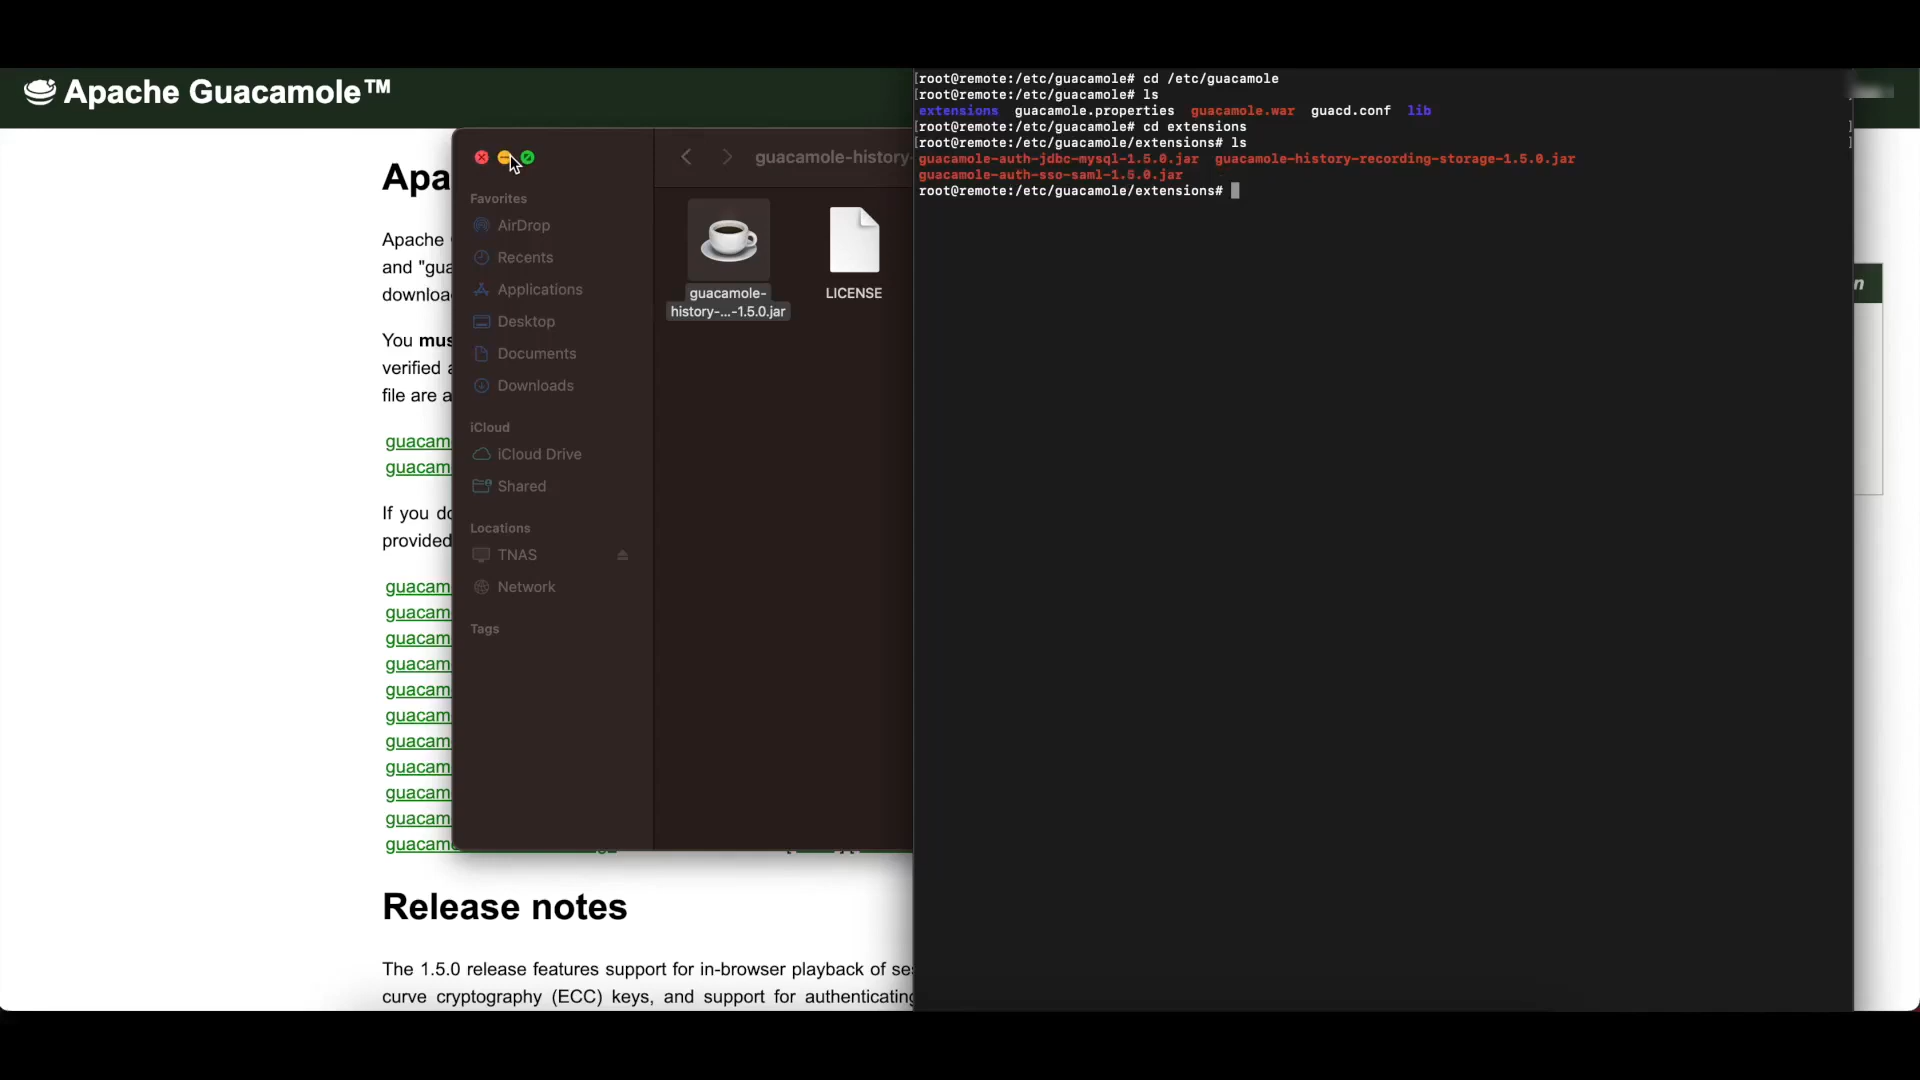 Apache Guacamole™
Apa
Apache
and "gua
downloa
You mus
verified a
file are a
guacam
guacam
If you do
provided
guacam
guacam
guacam
guacam
guacam
guacam
guacam
guacam
guacam
guacam
guacam
Release notes
The 1.5.0 release features support for in-browser playback of ses
curve cryptography (ECC) keys, and support for authenticating
guacamole-history-
Favorites
AirDrop
Recents
Applications
Desktop
Documents
Downloads
iCloud
iCloud Drive
Shared
Locations
TNAS
Network
Tags
guacamole-
history-...-1.5.0.jar
LICENSE
[root@remote:/etc/guacamole# cd /etc/guacamole
[root@remote:/etc/guacamole# ls
extensions guacamole.properties guacamole.war guacd.conf lib
[root@remote:/etc/guacamole# cd extensions ]
[root@remote:/etc/guacamole/extensions# ls ]
guacamole-auth-jdbc-mysql-1.5.0.jar guacamole-history-recording-storage-1.5.0.jar
guacamole-auth-sso-saml-1.5.0.jar
root@remote:/etc/guacamole/extensions#
n